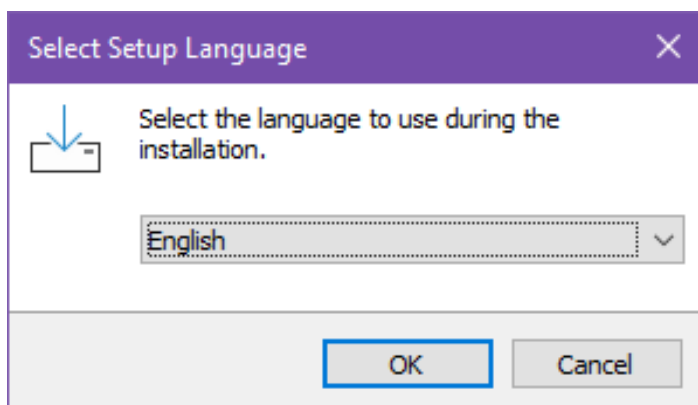 Select Setup Language
Select the language to use during the
installation.
English
OK
Cancel